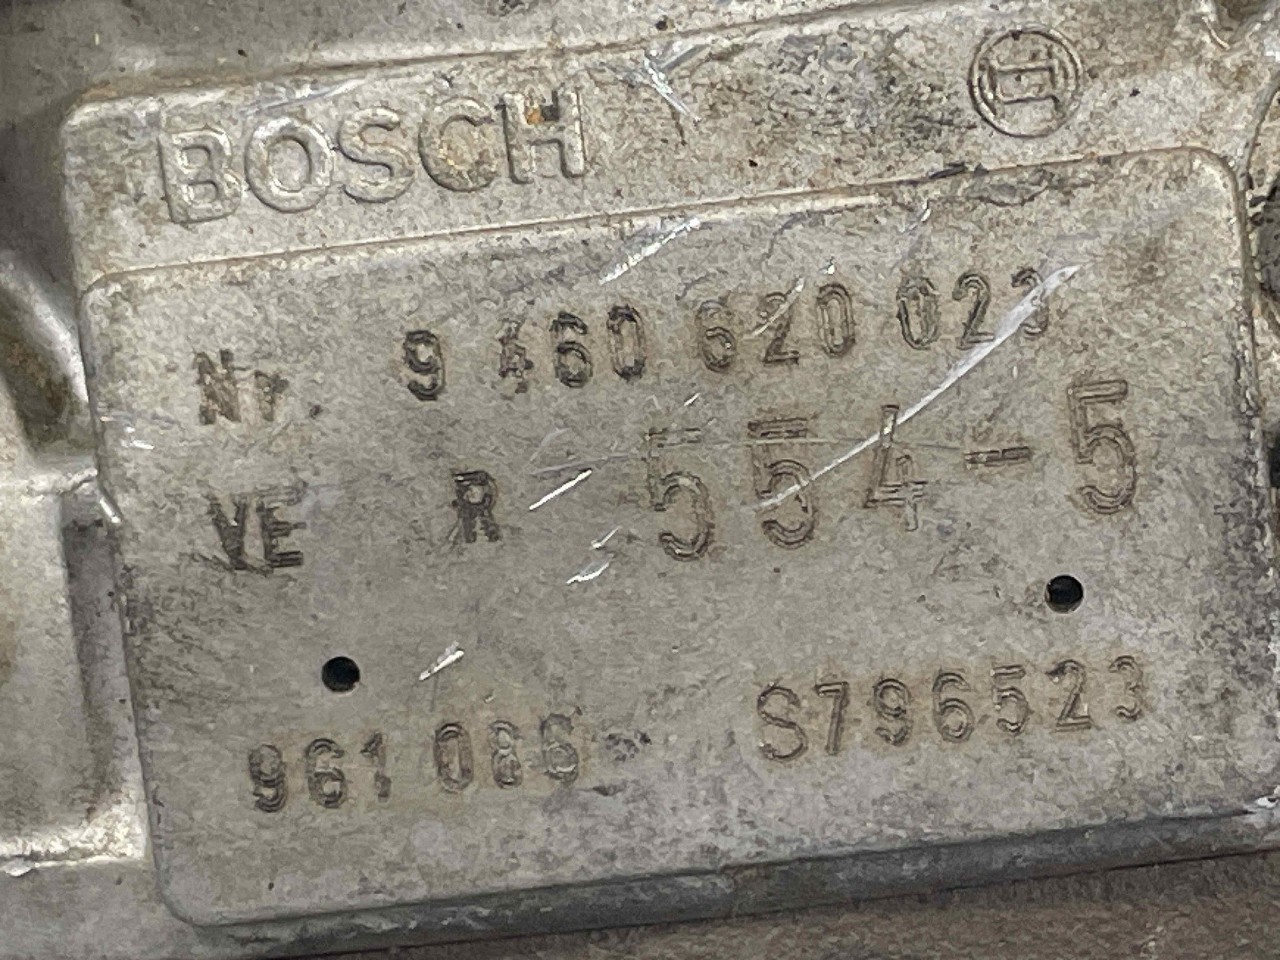 BOSCH
Nr. 9 460 620 023
VE R 554-5
961 086 S796523